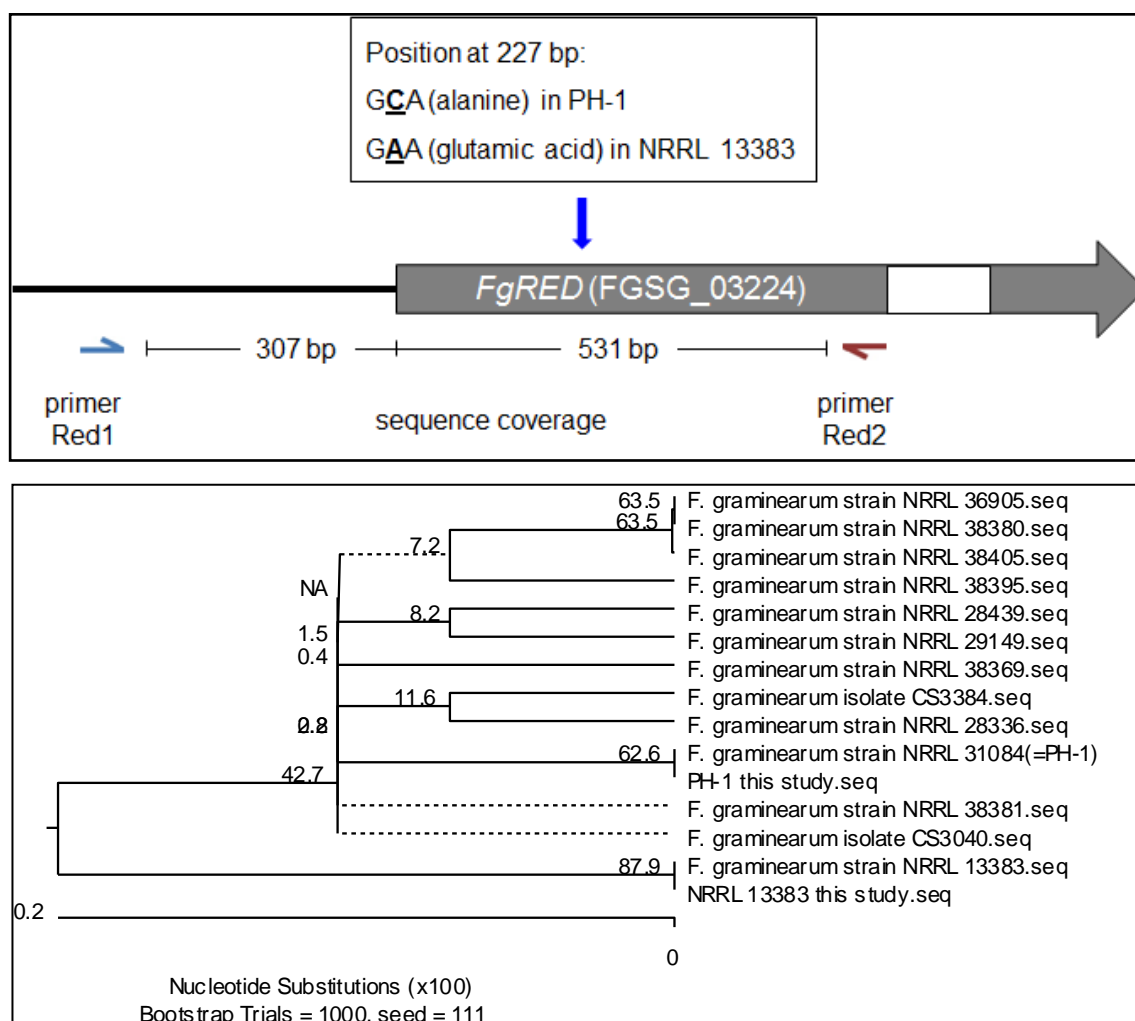 Position at 227 bp:
GCA (alanine) in PH-1
GAA (glutamic acid) in NRRL 13383
FgRED (FGSG_03224)
307 bp
531 bp
primer
Red1
sequence coverage
primer
Red2
63.5
F. graminearum strain NRRL 36905.seq
63.5
F. graminearum strain NRRL 38380.seq
7.2
F. graminearum strain NRRL 38405.seq
NA
F. graminearum strain NRRL 38395.seq
8.2
F. graminearum strain NRRL 28439.seq
1.5
F. graminearum strain NRRL 29149.seq
0.4
F. graminearum strain NRRL 38369.seq
11.6
F. graminearum isolate CS3384.seq
F. graminearum strain NRRL 28336.seq
62.6
F. graminearum strain NRRL 31084(=PH-1)
42.7
PH-1 this study.seq
F. graminearum strain NRRL 38381.seq
F. graminearum isolate CS3040.seq
87.9
F. graminearum strain NRRL 13383.seq
NRRL 13383 this study.seq
0.2
0
Nucleotide Substitutions (x100)
Bootstrap Trials = 1000, seed = 111